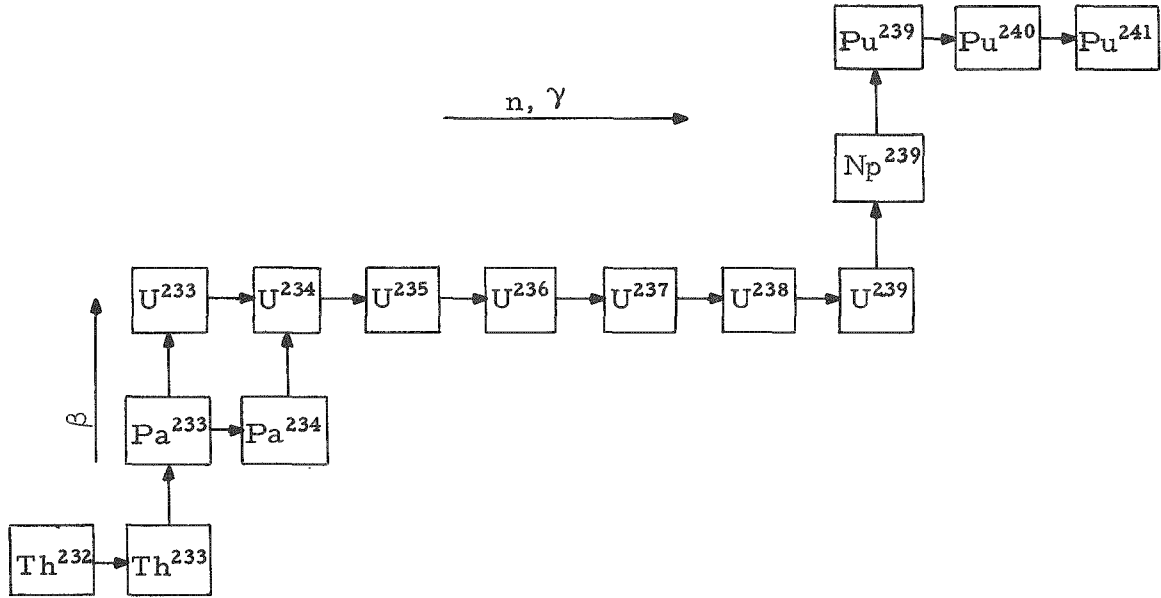 Pu²³⁹ Pu²⁴⁰ Pu²⁴¹
n, γ
Np²³⁹
U²³³ U²³⁴ U²³⁵ U²³⁶ U²³⁷ U²³⁸ U²³⁹
β
Pa²³³ Pa²³⁴
Th²³² Th²³³